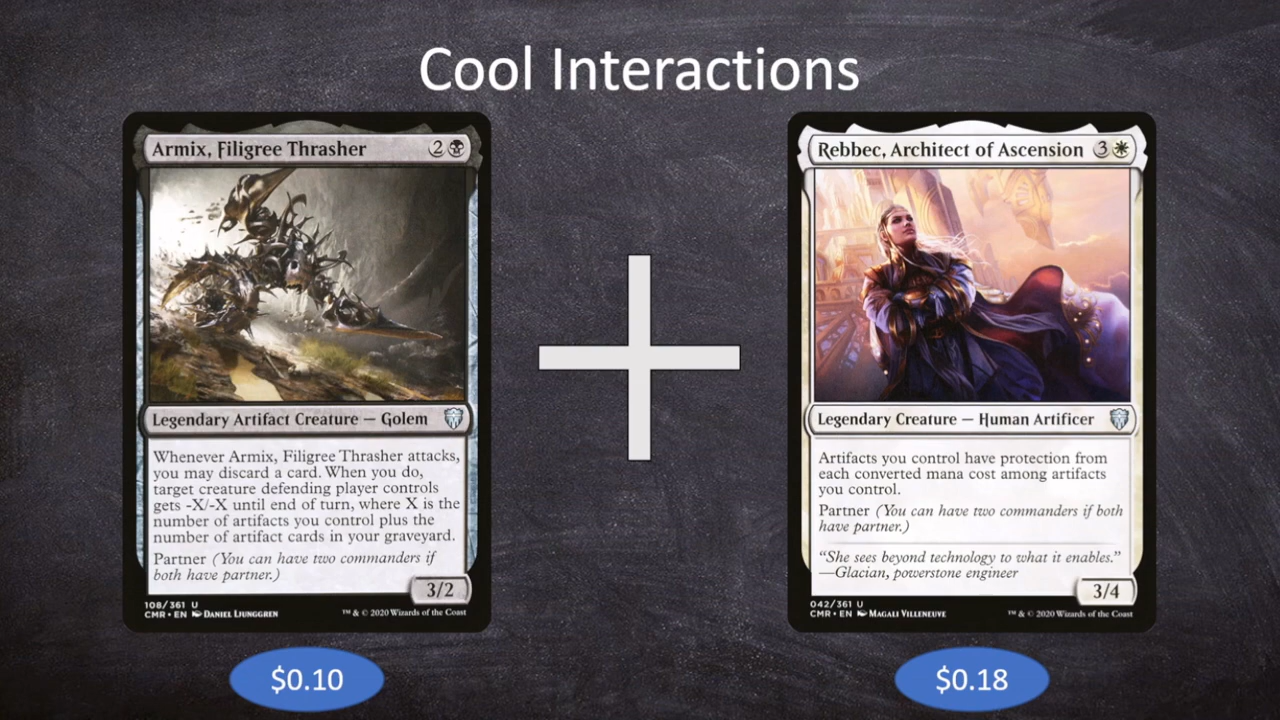 Cool Interactions
Armix, Filigree Thrasher 2
Legendary Artifact Creature — Golem
Whenever Armix, Filigree Thrasher attacks,
you may discard a card. When you do,
target creature defending player controls
gets -X/-X until end of turn, where X is the
number of artifacts you control plus the
number of artifact cards in your graveyard.
Partner (You can have two commanders if
both have partner.)
3/2
108/361 U
CMR • EN DANIEL LJUNGGREN
™ & © 2020 Wizards of the Coast
$0.10
Rebbec, Architect of Ascension 3
Legendary Creature — Human Artificer
Artifacts you control have protection from
each converted mana cost among artifacts
you control.
Partner (You can have two commanders if both
have partner.)
“She sees beyond technology to what it enables.”
—Glacian, powerstone engineer
3/4
042/361 U
CMR • EN MAGALI VILLENEUVE
™ & © 2020 Wizards of the Coast
$0.18